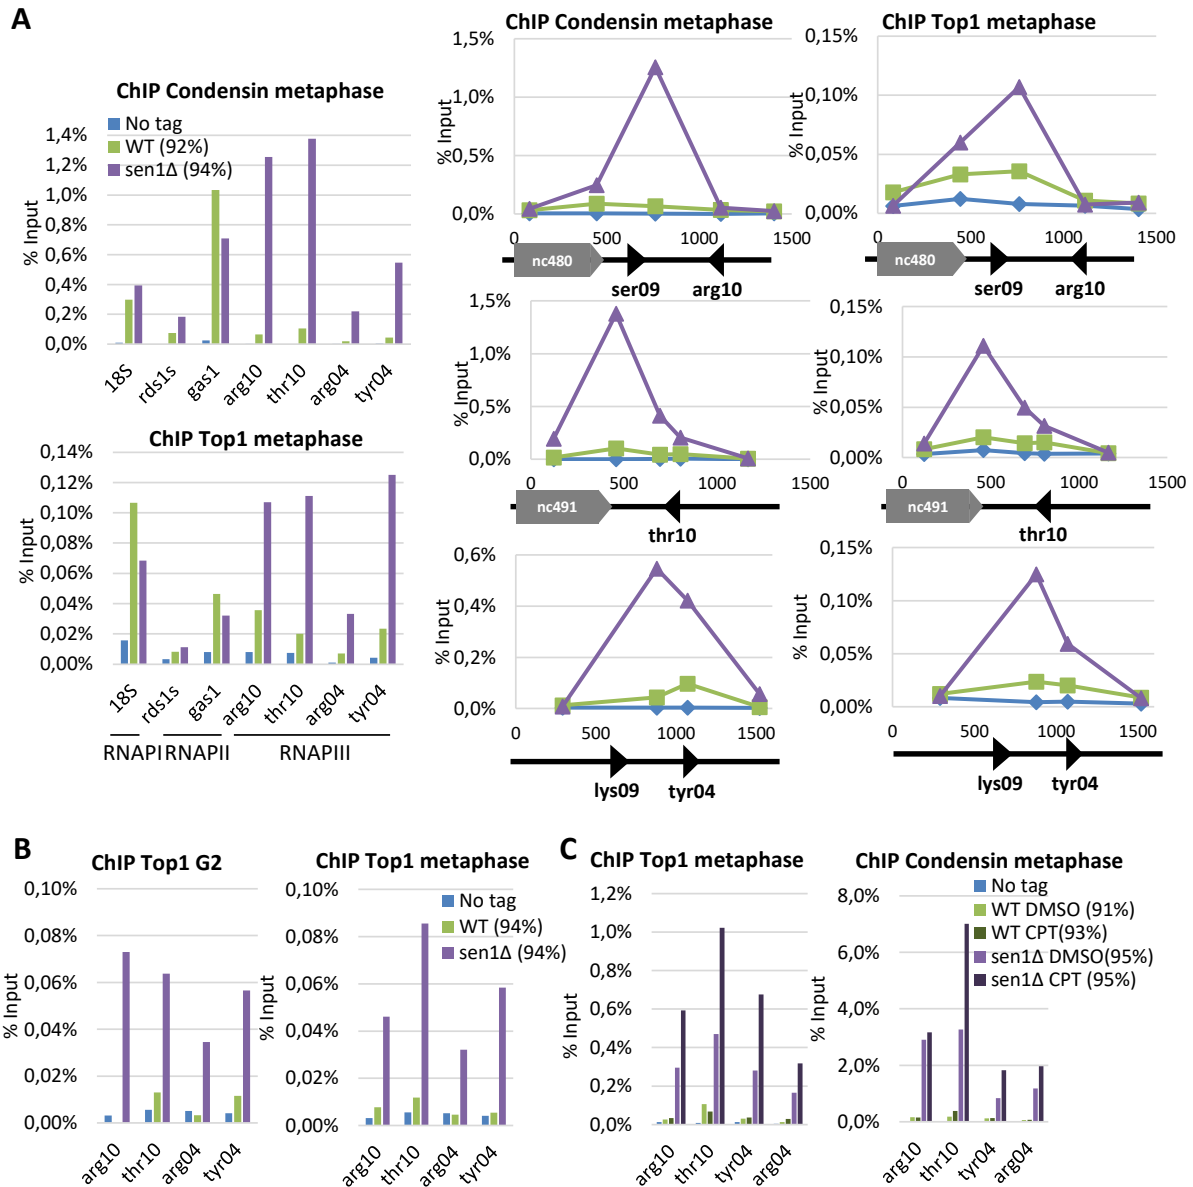 A
ChIP Condensin metaphase
No tag
WT (92%)
sen1Δ (94%)
% Input
1,4%
1,2%
1,0%
0,8%
0,6%
0,4%
0,2%
0,0%
18S
rds1s
gas1
arg10
thr10
arg04
tyr04
ChIP Top1 metaphase
% Input
0,14%
0,12%
0,10%
0,08%
0,06%
0,04%
0,02%
0,00%
18S
rds1s
gas1
arg10
thr10
arg04
tyr04
RNAPI
RNAPII
RNAPIII
ChIP Condensin metaphase
% Input
1,5%
1,0%
0,5%
0,0%
0 500 1000 1500
nc480
ser09 arg10
% Input
1,5%
1,0%
0,5%
0,0%
0 500 1000 1500
nc491
thr10
% Input
0,6%
0,4%
0,2%
0,0%
0 500 1000 1500
lys09 tyr04
ChIP Top1 metaphase
% Input
0,15%
0,10%
0,05%
0,00%
0 500 1000 1500
nc480
ser09 arg10
% Input
0,15%
0,10%
0,05%
0,00%
0 500 1000 1500
nc491
thr10
% Input
0,15%
0,10%
0,05%
0,00%
0 500 1000 1500
lys09 tyr04
B
ChIP Top1 G2
% Input
0,10%
0,08%
0,06%
0,04%
0,02%
0,00%
arg10
thr10
arg04
tyr04
ChIP Top1 metaphase
No tag
WT (94%)
sen1Δ (94%)
% Input
0,10%
0,08%
0,06%
0,04%
0,02%
0,00%
arg10
thr10
arg04
tyr04
C
ChIP Top1 metaphase
% Input
1,2%
1,0%
0,8%
0,6%
0,4%
0,2%
0,0%
arg10
thr10
tyr04
arg04
ChIP Condensin metaphase
No tag
WT DMSO (91%)
WT CPT(93%)
sen1Δ DMSO(95%)
sen1Δ CPT (95%)
% Input
8,0%
6,0%
4,0%
2,0%
0,0%
arg10
thr10
tyr04
arg04